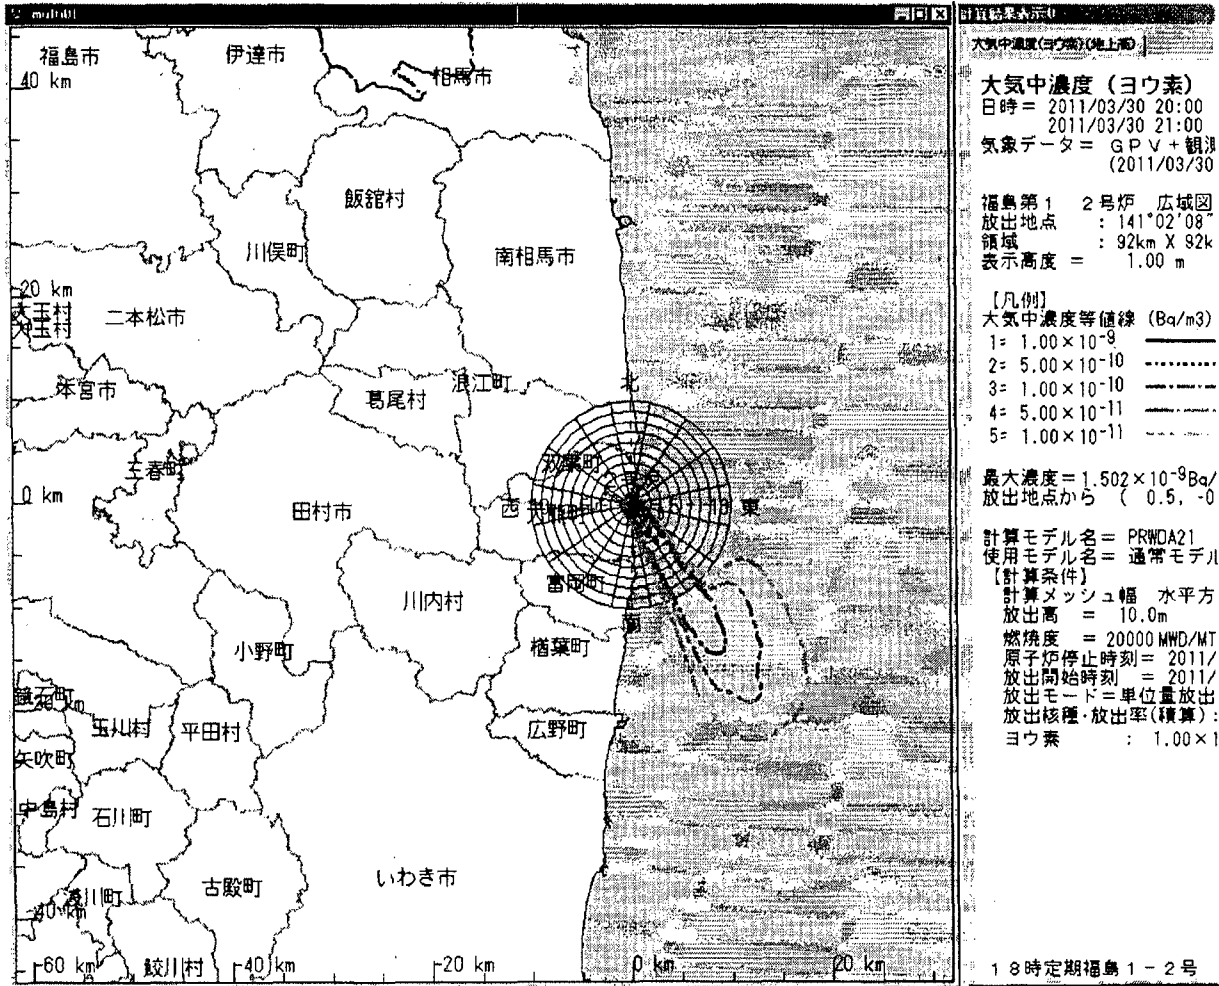 multi01
福島市
伊達市
相馬市
40 km
飯舘村
川俣町
南相馬市
20 km
大玉村
二本松市
本宮市
浪江町
北
葛尾村
三春町
双葉町
0 km
田村市
西
東
富岡町
川内村
南
小野町
楢葉町
鏡石町
玉川村
平田村
広野町
矢吹町
中島村
石川町
浅川町
古殿町
いわき市
-40 km
鮫川村
-60 km
-40 km
-20 km
0 km
20 km
計算結果表示
大気中濃度(ヨウ素)(地上高)
大気中濃度 (ヨウ素)
日時= 2011/03/30 20:00
2011/03/30 21:00
気象データ= GPV+観測
(2011/03/30
福島第1 2号炉 広域図
放出地点 : 141°02'08"
領域 : 92km X 92k
表示高度 = 1.00 m
【凡例】
大気中濃度等値線 (Bq/m3)
1= 1.00×10-9
2= 5.00×10-10
3= 1.00×10-10
4= 5.00×10-11
5= 1.00×10-11
最大濃度=1.502×10-9Bq/
放出地点から ( 0.5, -0
計算モデル名= PRWDA21
使用モデル名= 通常モデル
【計算条件】
計算メッシュ幅 水平方
放出高 = 10.0m
燃焼度 = 20000MWD/MT
原子炉停止時刻= 2011/
放出開始時刻 = 2011/
放出モード=単位量放出
放出核種・放出率(積算):
ヨウ素 : 1.00×1
18時定期福島1-2号